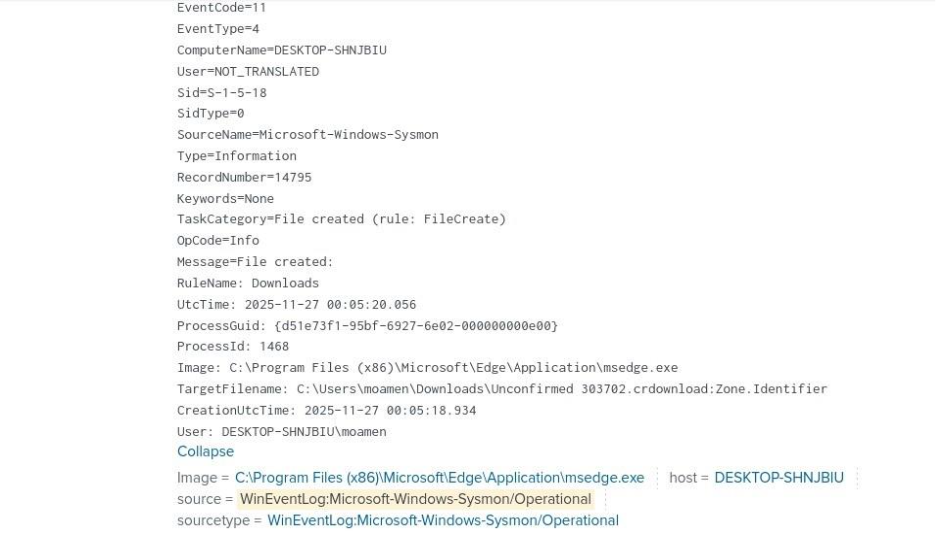 EventCode=11
EventType=4
ComputerName=DESKTOP-SHNJBIU
User=NOT_TRANSLATED
Sid=S-1-5-18
SidType=0
SourceName=Microsoft-Windows-Sysmon
Type=Information
RecordNumber=14795
Keywords=None
TaskCategory=File created (rule: FileCreate)
OpCode=Info
Message=File created:
RuleName: Downloads
UtcTime: 2025-11-27 00:05:20.056
ProcessGuid: {d51e73f1-95bf-6927-6e02-000000000e00}
ProcessId: 1468
Image: C:\Program Files (x86)\Microsoft\Edge\Application\msedge.exe
TargetFilename: C:\Users\moamen\Downloads\Unconfirmed 303702.crdownload:Zone.Identifier
CreationUtcTime: 2025-11-27 00:05:18.934
User: DESKTOP-SHNJBIU\moamen
Collapse
Image = C:\Program Files (x86)\Microsoft\Edge\Application\msedge.exe host = DESKTOP-SHNJBIU
source = WinEventLog:Microsoft-Windows-Sysmon/Operational
sourcetype = WinEventLog:Microsoft-Windows-Sysmon/Operational